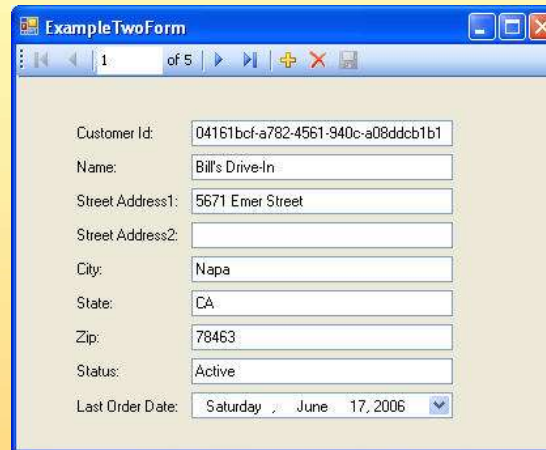 ExampleTwoForm
1 of 5
Customer Id: 04161bcf-a782-4561-940c-a08ddcb1b1
Name: Bill's Drive-In
Street Address1: 5671 Emer Street
Street Address2:
City: Napa
State: CA
Zip: 78463
Status: Active
Last Order Date: Saturday , June 17, 2006